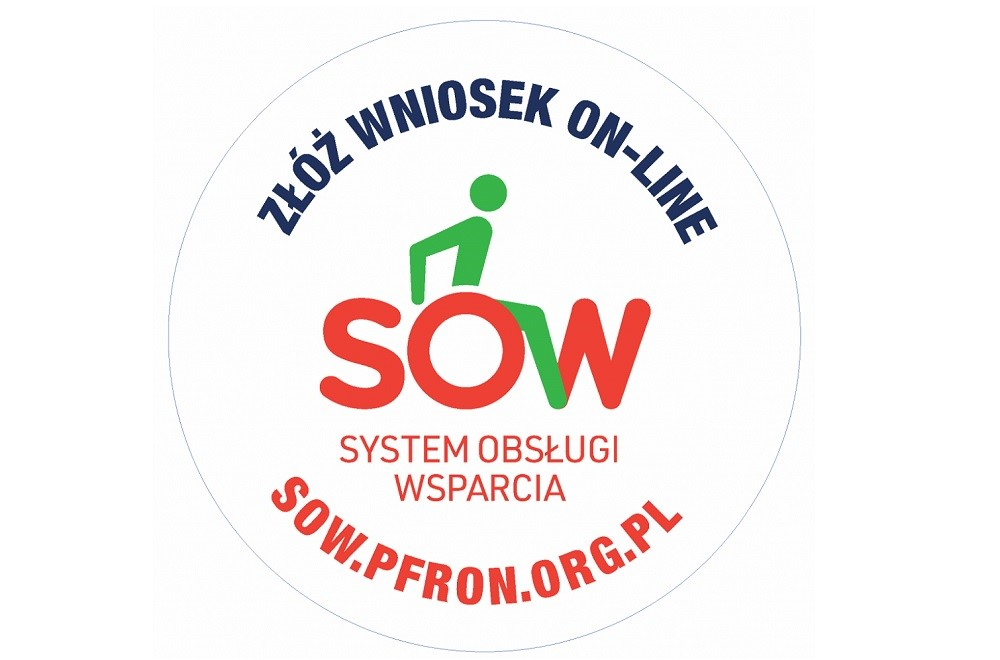 ZŁÓŻ WNIOSEK ON-LINE
SOW
SYSTEM OBSŁUGI
WSPARCIA
SOW.PFRON.ORG.PL